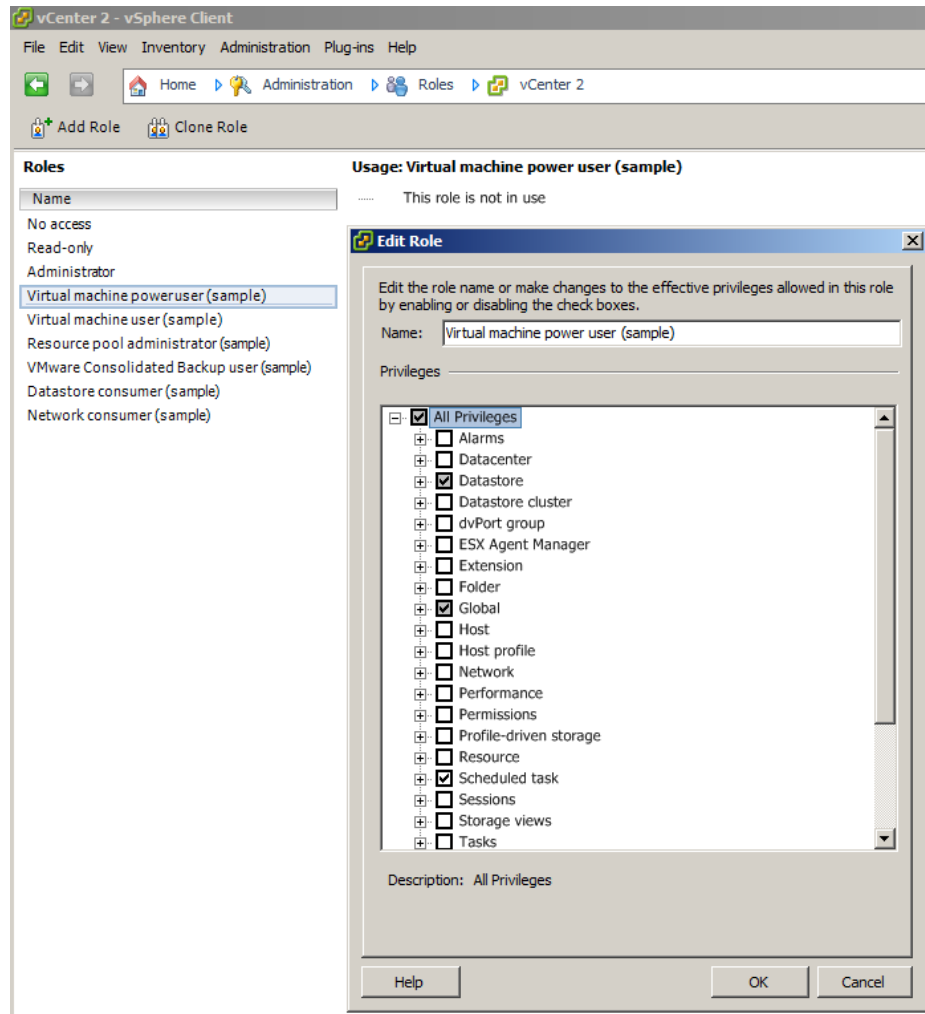 vCenter 2 - vSphere Client
File Edit View Inventory Administration Plug-ins Help
Home Administration Roles vCenter 2
Add Role Clone Role
Roles
Name
No access
Read-only
Administrator
Virtual machine poweruser (sample)
Virtual machine user (sample)
Resource pool administrator (sample)
VMware Consolidated Backup user (sample)
Datastore consumer (sample)
Network consumer (sample)
Usage: Virtual machine power user (sample)
This role is not in use
Edit Role
Edit the role name or make changes to the effective privileges allowed in this role
by enabling or disabling the check boxes.
Name: Virtual machine power user (sample)
Privileges
All Privileges
Alarms
Datacenter
Datastore
Datastore cluster
dvPort group
ESX Agent Manager
Extension
Folder
Global
Host
Host profile
Network
Performance
Permissions
Profile-driven storage
Resource
Scheduled task
Sessions
Storage views
Tasks
Description: All Privileges
Help OK Cancel